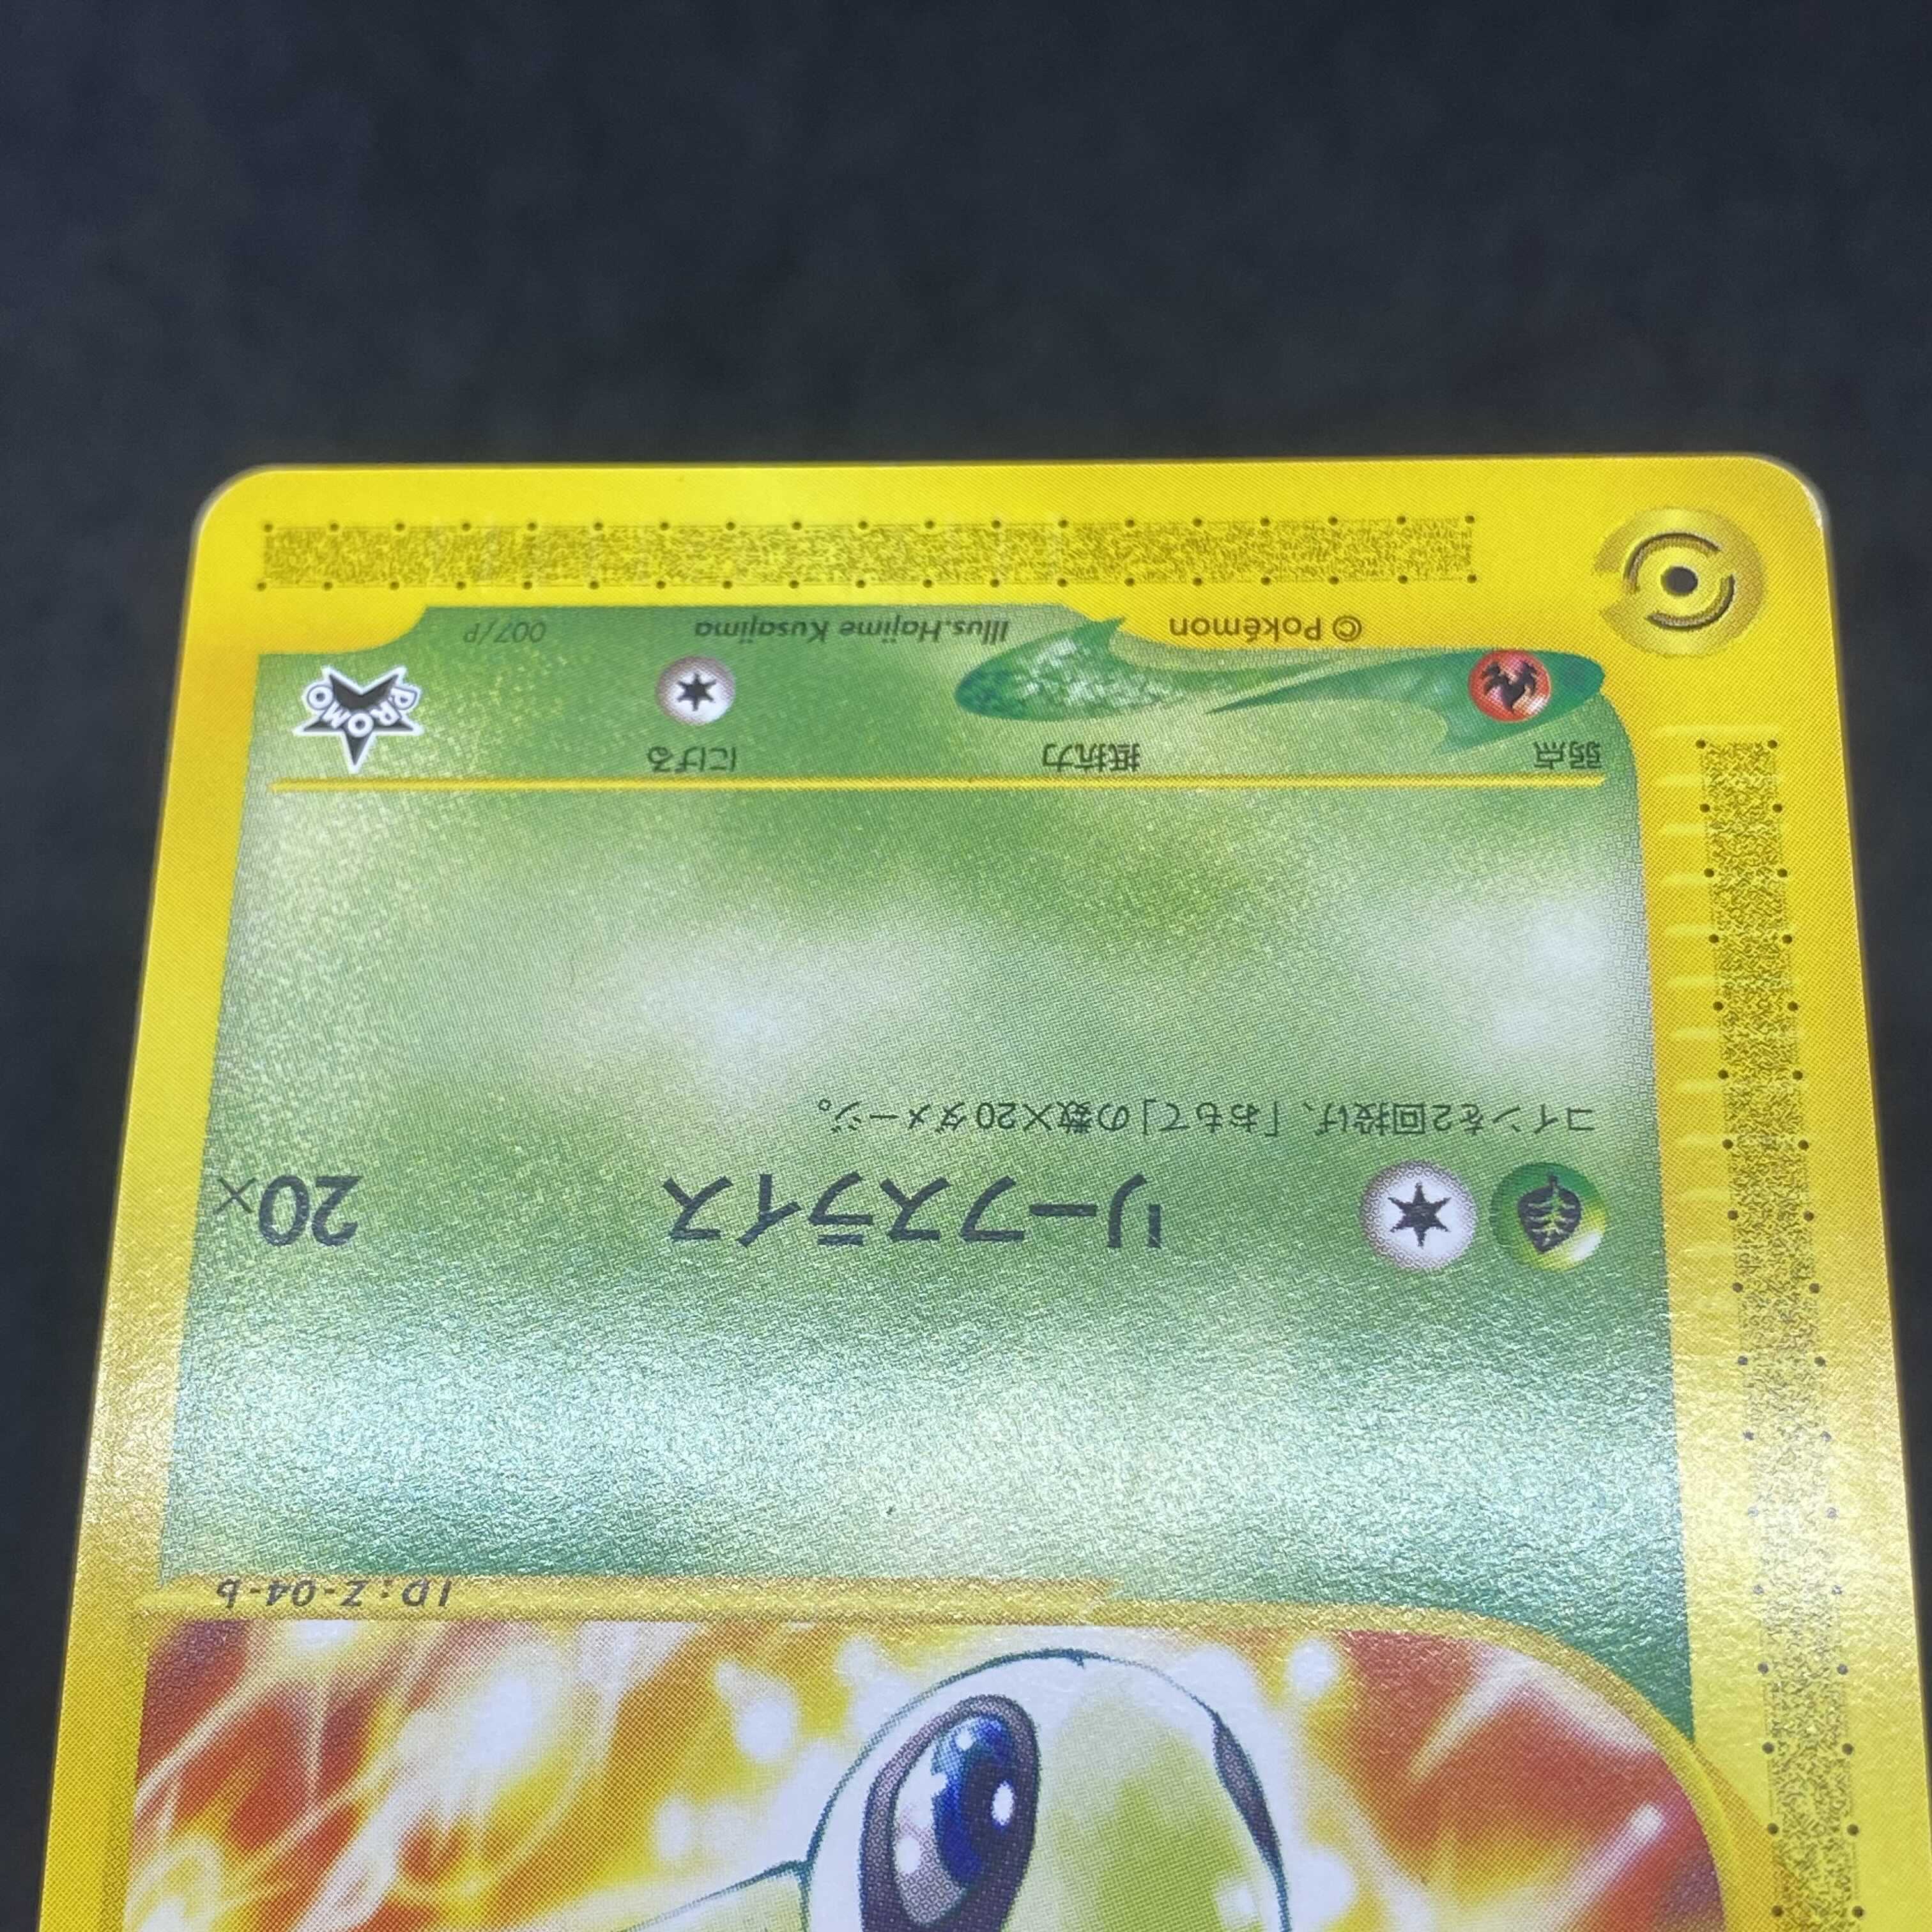 ID:Z-04-b
リーフスライス 20×
コインを2回投げ、「おもて」の数×20ダメージ。
弱点 抵抗力 にげる
PROMO
©Pokémon Illus.Hajime Kusajima 007/P